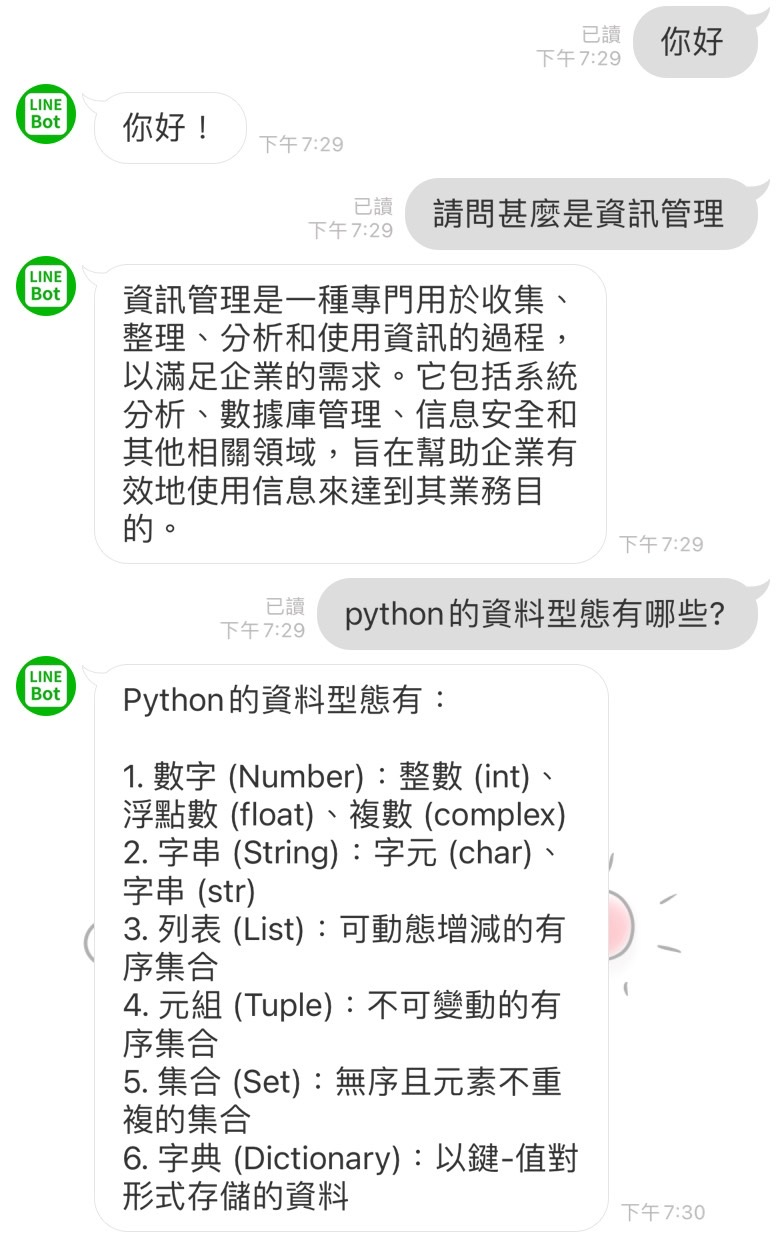 已讀
下午7:29
你好
LINE
Bot
你好！
下午7:29
已讀
下午7:29
請問甚麼是資訊管理
LINE
Bot
資訊管理是一種專門用於收集、
整理、分析和使用資訊的過程，
以滿足企業的需求。它包括系統
分析、數據庫管理、信息安全和
其他相關領域，旨在幫助企業有
效地使用信息來達到其業務目
的。
下午7:29
已讀
下午7:29
python的資料型態有哪些?
LINE
Bot
Python的資料型態有：
1. 數字 (Number)：整數 (int)、
浮點數 (float)、複數 (complex)
2. 字串 (String)：字元 (char)、
字串 (str)
3. 列表 (List)：可動態增減的有
序集合
4. 元組 (Tuple)：不可變動的有
序集合
5. 集合 (Set)：無序且元素不重
複的集合
6. 字典 (Dictionary)：以鍵-值對
形式存儲的資料
下午7:30